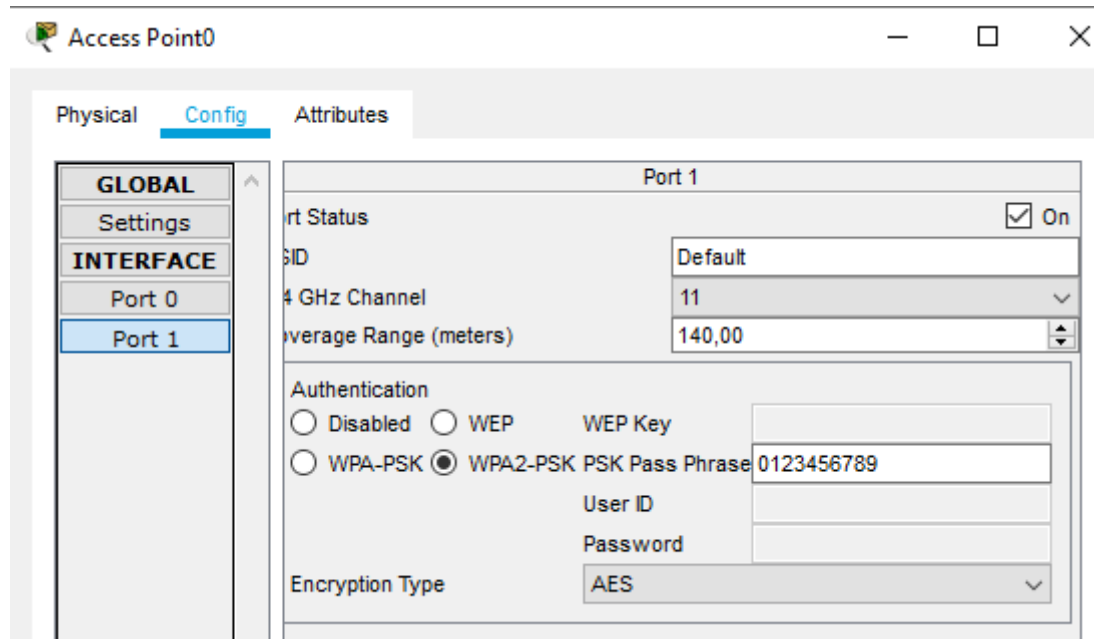 Access Point0
Physical Config Attributes
GLOBAL
Settings
INTERFACE
Port 0
Port 1
Port 1
rt Status On
SID Default
4 GHz Channel 11
overage Range (meters) 140,00
Authentication
Disabled WEP WEP Key
WPA-PSK WPA2-PSK PSK Pass Phrase 0123456789
User ID
Password
Encryption Type AES